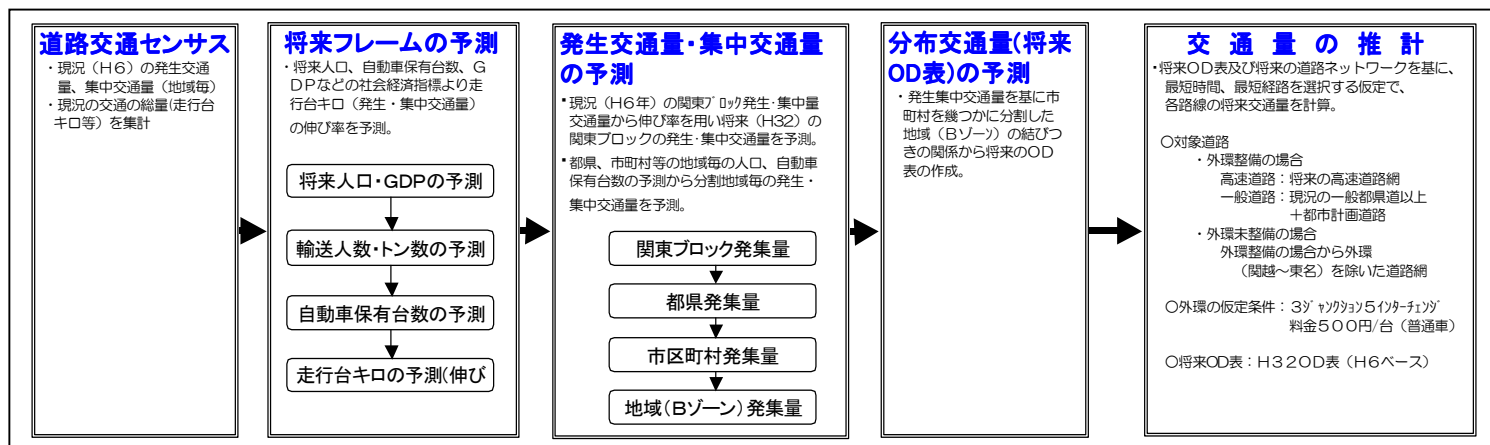 道路交通センサス
・現況（H6）の発生交通
量、集中交通量（地域毎）
・現況の交通の総量(走行台
キロ等）を集計
将来フレームの予測
・将来人口、自動車保有台数、G
DPなどの社会経済指標より走
行台キロ（発生・集中交通量）
の伸び率を予測。
将来人口・GDPの予測
輸送人数・トン数の予測
自動車保有台数の予測
走行台キロの予測(伸び
発生交通量・集中交通量
の予測
・現況（H6年）の関東ﾌﾞﾛｯｸ発生・集中量
交通量から伸び率を用い将来（H32）の
関東ブロックの発生・集中交通量を予測。
・都県、市町村等の地域毎の人口、自動車
保有台数の予測から分割地域毎の発生・
集中交通量を予測。
関東ブロック発集量
都県発集量
市区町村発集量
地域（Bゾーン）発集量
分布交通量(将来
OD表)の予測
・発生集中交通量を基に市
町村を幾つかに分割した
地域（Bゾーン）の結びつ
きの関係から将来のOD
表の作成。
交通量の推計
・将来OD表及び将来の道路ネットワークを基に、
最短時間、最短経路を選択する仮定で、
各路線の将来交通量を計算。
○対象道路
・外環整備の場合
高速道路：将来の高速道路網
一般道路：現況の一般都県道以上
＋都市計画道路
・外環未整備の場合
外環整備の場合から外環
（関越～東名）を除いた道路網
○外環の仮定条件：3ｼﾞｬﾝｸｼｮﾝ5ｲﾝﾀｰﾁｪﾝｼﾞ
料金500円/台（普通車）
○将来OD表：H32OD表（H6ベース）